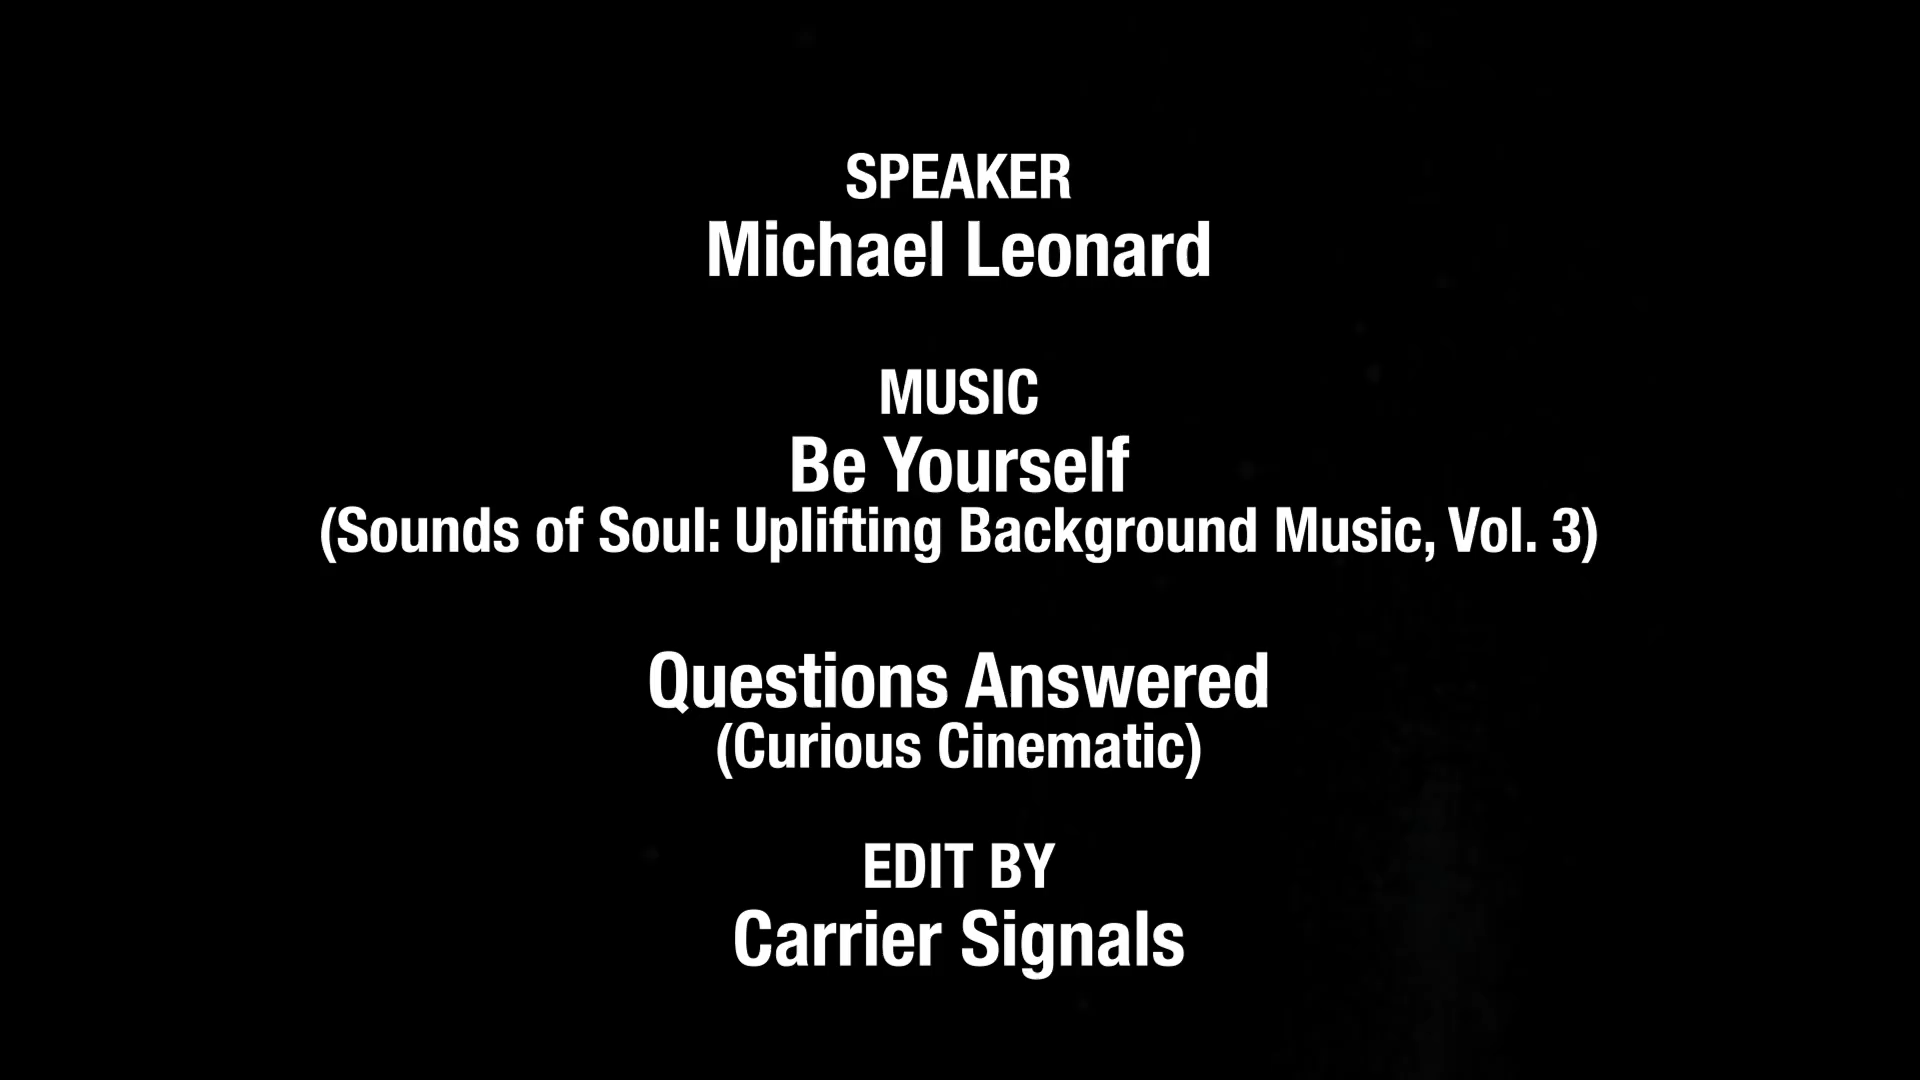 SPEAKER
Michael Leonard
MUSIC
Be Yourself
(Sounds of Soul: Uplifting Background Music, Vol. 3)
Questions Answered
(Curious Cinematic)
EDIT BY
Carrier Signals